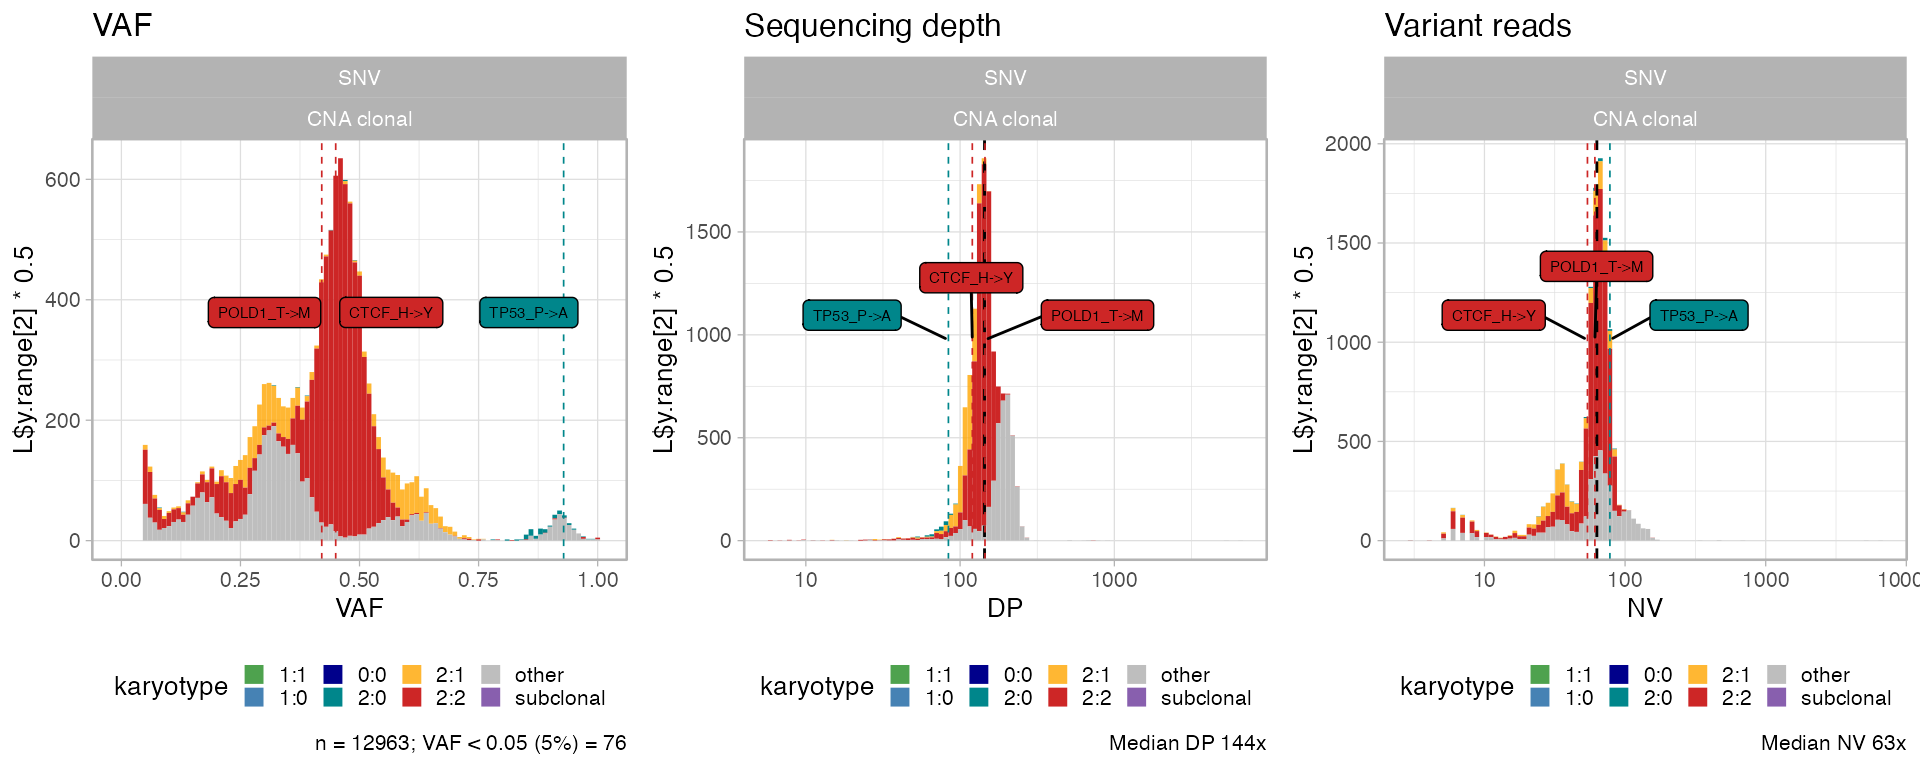 VAF
SNV
CNA clonal
L$y.range[2] * 0.5
600
400
200
0
POLD1_T->M
CTCF_H->Y
TP53_P->A
0.00 0.25 0.50 0.75 1.00
VAF
karyotype
1:1 0:0 2:1 other
1:0 2:0 2:2 subclonal
n = 12963; VAF < 0.05 (5%) = 76
Sequencing depth
SNV
CNA clonal
L$y.range[2] * 0.5
1500
1000
500
0
CTCF_H->Y
TP53_P->A
POLD1_T->M
10 100 1000
DP
karyotype
1:1 0:0 2:1 other
1:0 2:0 2:2 subclonal
Median DP 144x
Variant reads
SNV
CNA clonal
L$y.range[2] * 0.5
2000
1500
1000
500
0
POLD1_T->M
CTCF_H->Y
TP53_P->A
10 100 1000 1000
NV
karyotype
1:1 0:0 2:1 other
1:0 2:0 2:2 subclonal
Median NV 63x